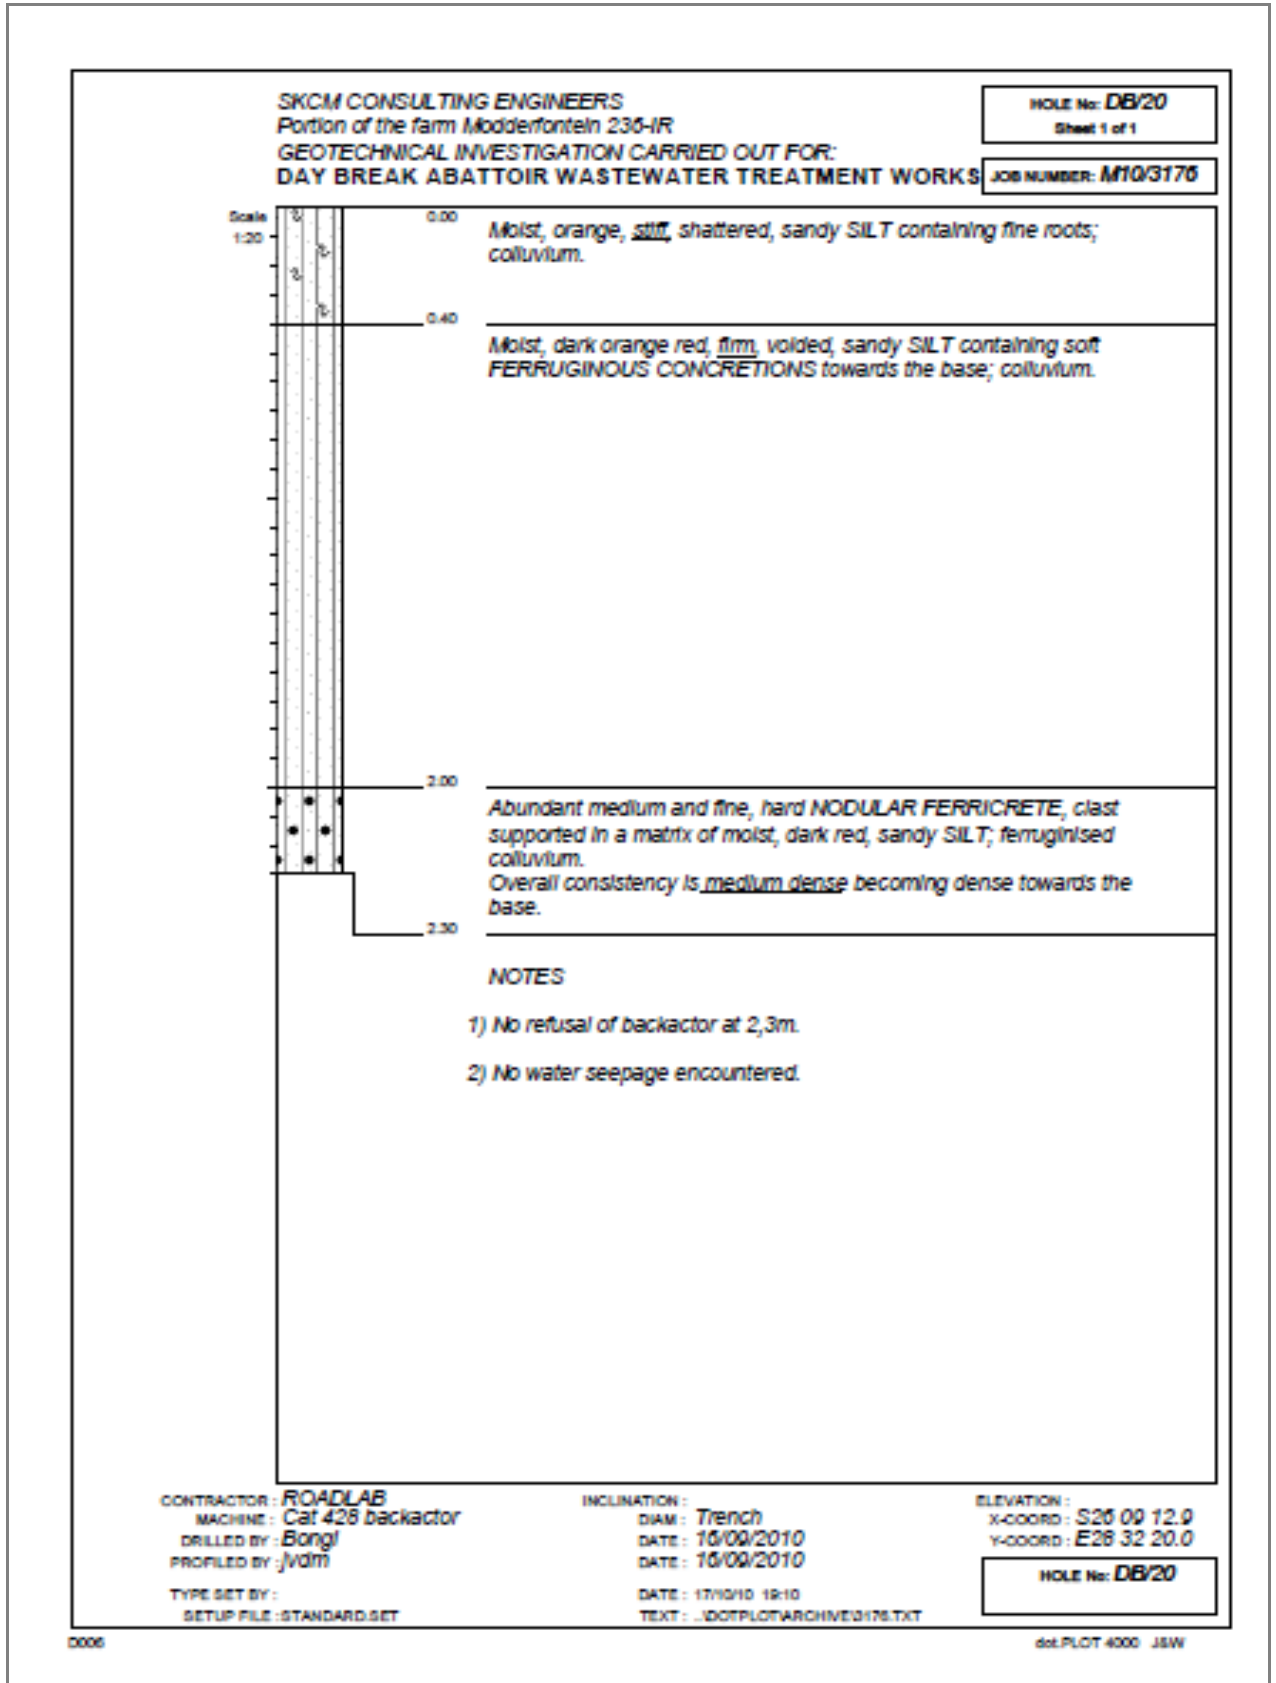 SKCM CONSULTING ENGINEERS
Portion of the farm Modderfontein 236-IR
GEOTECHNICAL INVESTIGATION CARRIED OUT FOR:
DAY BREAK ABATTOIR WASTEWATER TREATMENT WORKS
HOLE No: DB/20
Sheet 1 of 1
JOB NUMBER: M10/3176
Scale
1:20
0.00
Moist, orange, stiff, shattered, sandy SILT containing fine roots;
colluvium.
0.40
Moist, dark orange red, firm, voided, sandy SILT containing soft
FERRUGINOUS CONCRETIONS towards the base; colluvium.
2.00
Abundant medium and fine, hard NODULAR FERRICRETE, clast
supported in a matrix of moist, dark red, sandy SILT; ferruginised
colluvium.
Overall consistency is medium dense becoming dense towards the
base.
2.30
NOTES
1) No refusal of backactor at 2,3m.
2) No water seepage encountered.
CONTRACTOR : ROADLAB
MACHINE : Cat 428 backactor
DRILLED BY : Bongi
PROFILED BY : jvdm
TYPE SET BY :
SETUP FILE : STANDARD.SET
INCLINATION :
DIAM : Trench
DATE : 16/09/2010
DATE : 16/09/2010
DATE : 17/10/10 19:10
TEXT : ..\DOTPLOT\ARCHIVE\3176.TXT
ELEVATION :
X-COORD : S26 09 12.9
Y-COORD : E28 32 20.0
HOLE No: DB/20
D006
dot.PLOT 4000 J&W